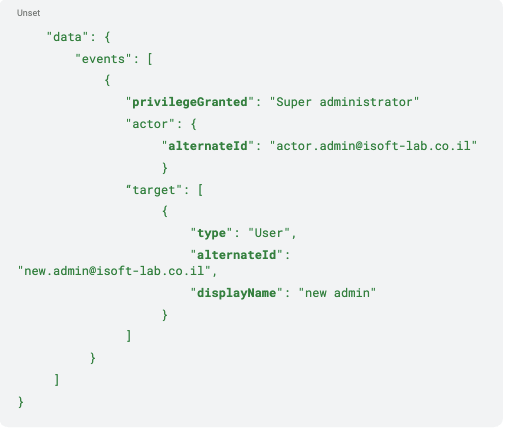 Unset
"data": {
"events": [
{
"privilegeGranted": "Super administrator"
"actor": {
"alternateId": "actor.admin@isoft-lab.co.il"
}
“target": [
{
"type": "User",
"alternateId":
"new.admin@isoft-lab.co.il",
"displayName": "new admin"
}
]
}
]
}